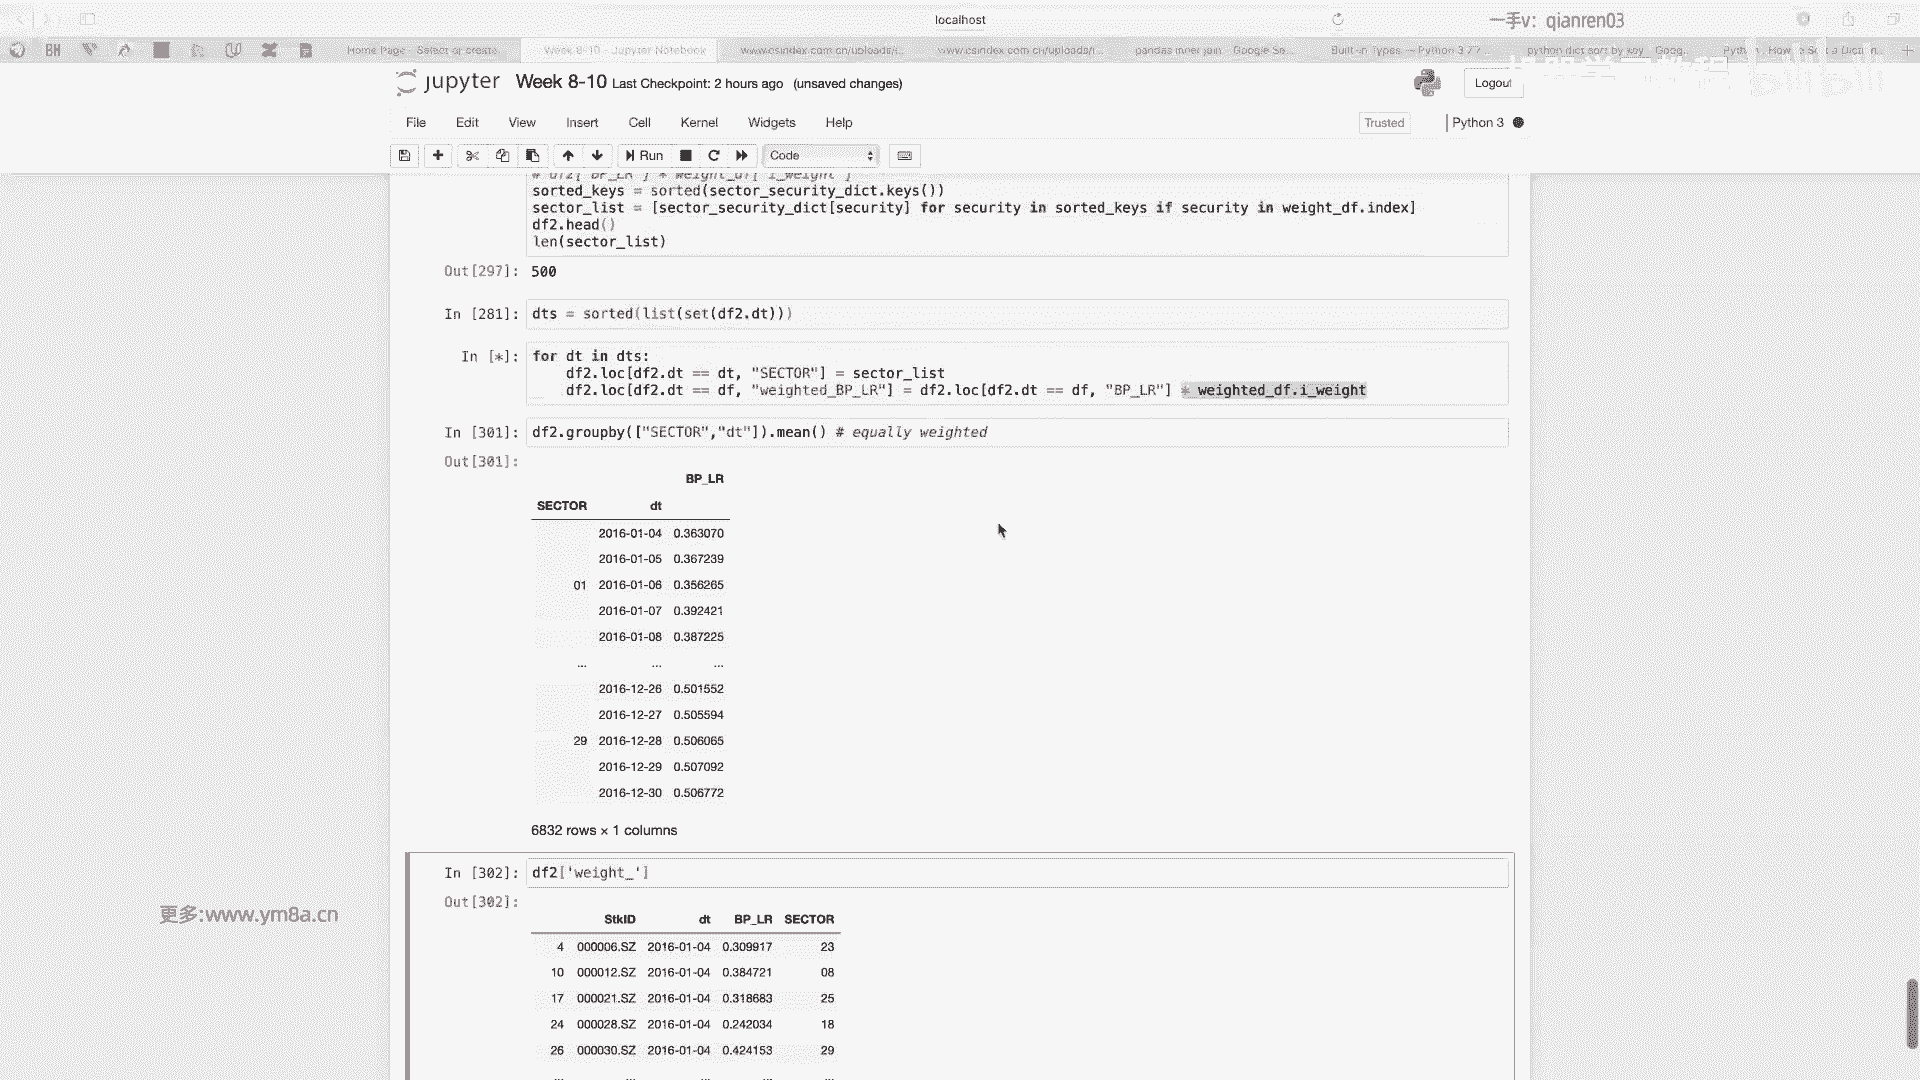 localhost
一手v: qianren03
BH
Home Page - Select or create...
Week 8-10 - Jupyter Notebook
www.csindex.com.cn/uploads/i...
www.csindex.com.cn/uploads/i...
pandas inner join - Google Se...
Built-in Types — Python 3.7.7...
python dict sort by key - Goog...
jupyter Week 8-10 Last Checkpoint: 2 hours ago (unsaved changes)
Logout
File Edit View Insert Cell Kernel Widgets Help
Trusted
Python 3
Run
Code
sorted_keys = sorted(sector_security_dict.keys())
sector_list = [sector_security_dict[security] for security in sorted_keys if security in weight_df.index]
df2.head()
len(sector_list)
Out[297]: 500
In [281]: dts = sorted(list(set(df2.dt)))
In [*]: for dt in dts:
df2.loc[df2.dt == dt, "SECTOR"] = sector_list
df2.loc[df2.dt == df, "weighted_BP_LR"] = df2.loc[df2.dt == df, "BP_LR"] * weighted_df.i_weight
In [301]: df2.groupby(["SECTOR","dt"]).mean() # equally weighted
Out[301]:
BP_LR
SECTOR dt
2016-01-04 0.363070
2016-01-05 0.367239
01 2016-01-06 0.356265
2016-01-07 0.392421
2016-01-08 0.387225
... ... ...
2016-12-26 0.501552
2016-12-27 0.505594
29 2016-12-28 0.506065
2016-12-29 0.507092
2016-12-30 0.506772
6832 rows × 1 columns
In [302]: df2['weight_']
Out[302]:
StkID dt BP_LR SECTOR
4 000006.SZ 2016-01-04 0.309917 23
10 000012.SZ 2016-01-04 0.384721 08
17 000021.SZ 2016-01-04 0.318683 25
24 000028.SZ 2016-01-04 0.242034 18
26 000030.SZ 2016-01-04 0.424153 29
更多:www.ym8a.cn